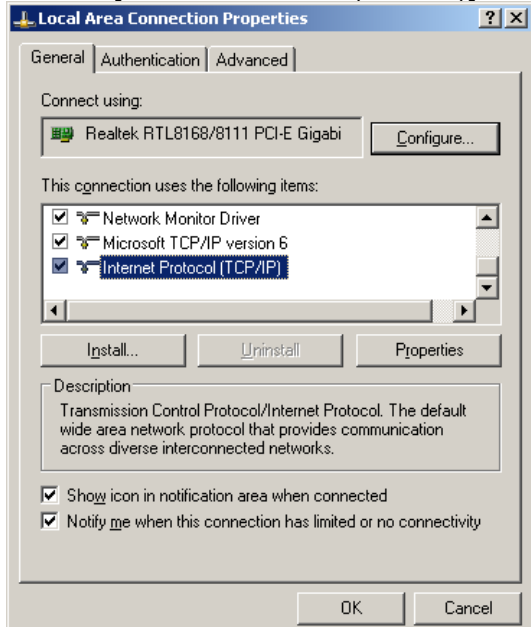 Local Area Connection Properties
General Authentication Advanced
Connect using:
Realtek RTL8168/8111 PCI-E Gigabi Configure...
This connection uses the following items:
Network Monitor Driver
Microsoft TCP/IP version 6
Internet Protocol (TCP/IP)
Install... Uninstall Properties
Description
Transmission Control Protocol/Internet Protocol. The default
wide area network protocol that provides communication
across diverse interconnected networks.
Show icon in notification area when connected
Notify me when this connection has limited or no connectivity
OK Cancel